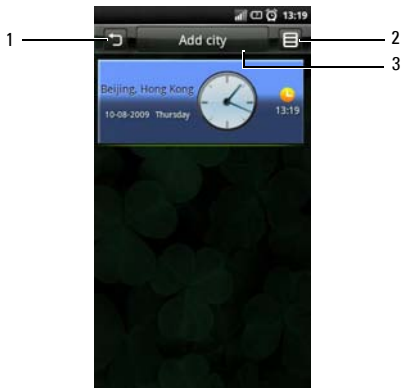 13:19
1
Add city
2
3
Beijing, Hong Kong
10-08-2009 Thursday
13:19